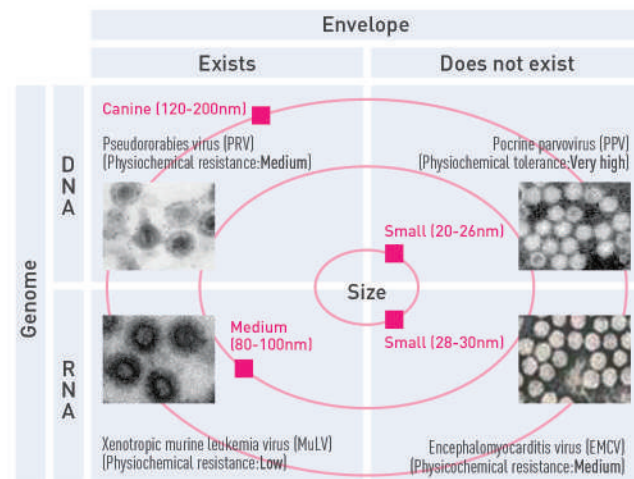 Envelope
Exists
Does not exist
Genome
DNA
RNA
Canine (120-200nm)
Pseudororabies virus (PRV)
(Physiochemical resistance:Medium)
Pocrine parvovirus (PPV)
(Physiochemical tolerance:Very high)
Small (20-26nm)
Size
Medium
(80-100nm)
Small (28-30nm)
Xenotropic murine leukemia virus (MuLV)
(Physiochemical resistance:Low)
Encephalomyocarditis virus (EMCV)
(Physicochemical resistance:Medium)